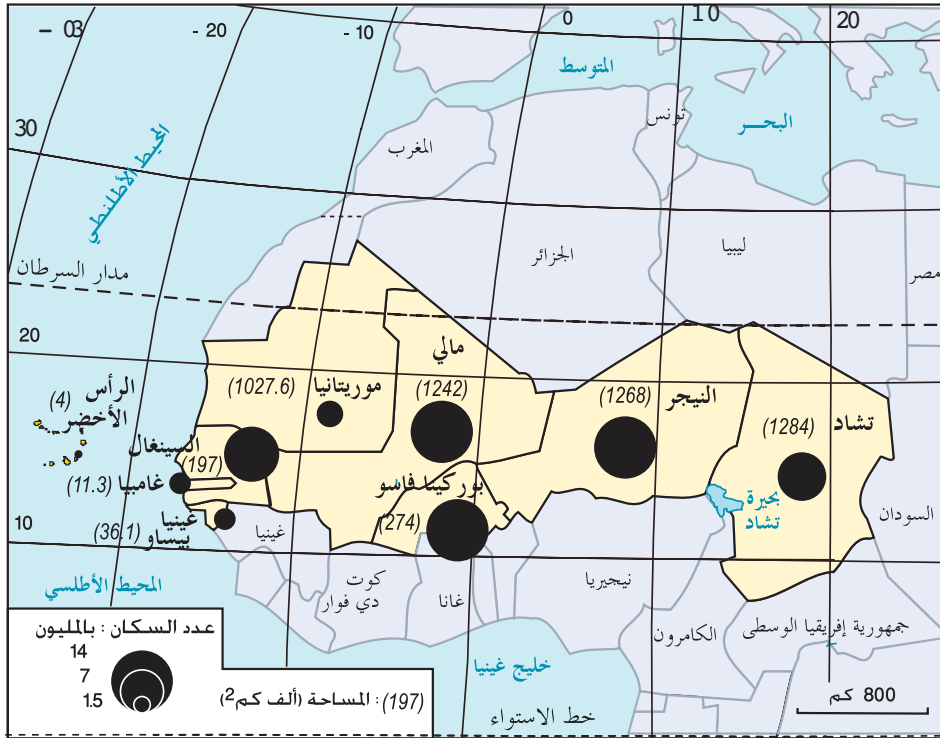 - 03
- 20
- 10
0
10
20
30
20
10
المتوسط
البحــر
المحيط الأطلنطي
تونس
المغرب
الجزائر
ليبيا
مصر
مدار السرطان
مالي
(1242)
موريتانيا
(1027.6)
النيجر
(1268)
تشاد
(1284)
الرأس
الأخضر
(4)
السينغال
(197)
غامبيا
(11.3)
غينيا
بيساو
(36.1)
بوركينا فاسو
(274)
بحيرة
تشاد
السودان
غينيا
كوت
دي فوار
غانا
نيجيريا
الكامرون
جمهورية إفريقيا الوسطى
المحيط الأطلسي
خليج غينيا
خط الاستواء
عدد السكان : بالمليون
14
7
1.5
(197): المساحة (ألف كم²)
800 كم